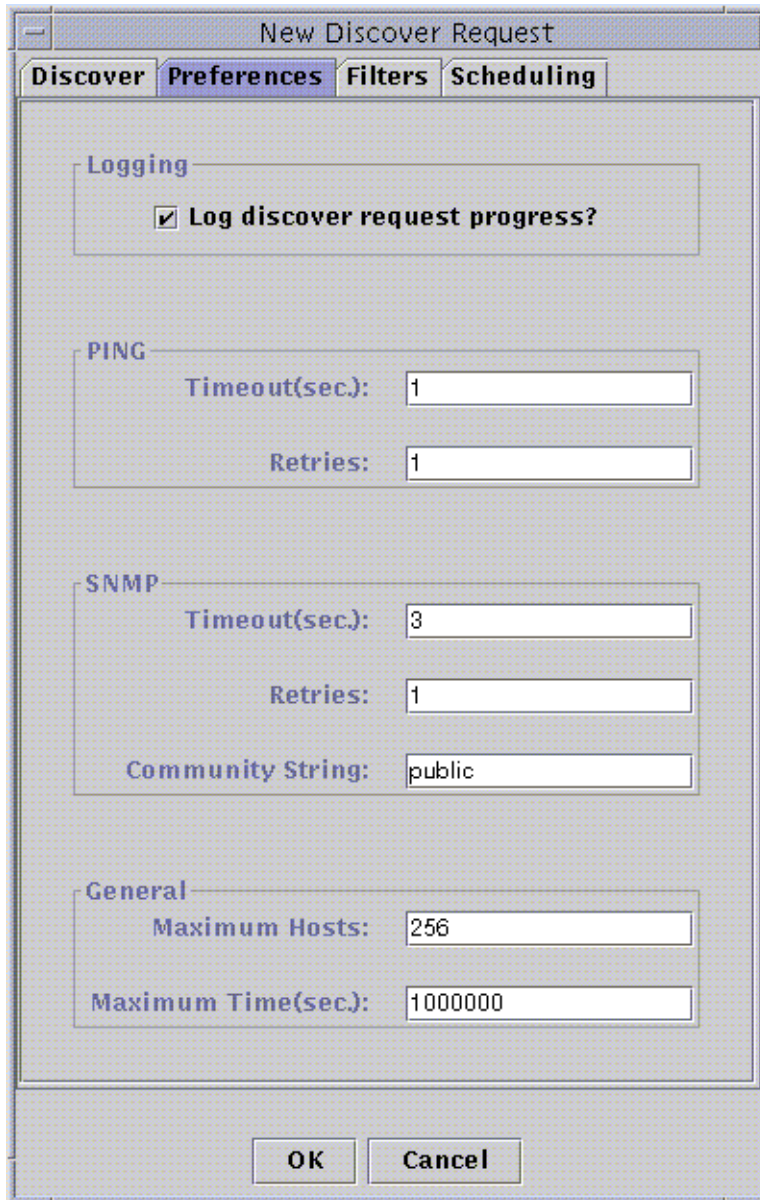 New Discover Request
Discover Preferences Filters Scheduling
Logging
Log discover request progress?
PING
Timeout(sec.): 1
Retries: 1
SNMP
Timeout(sec.): 3
Retries: 1
Community String: public
General
Maximum Hosts: 256
Maximum Time(sec.): 1000000
OK Cancel